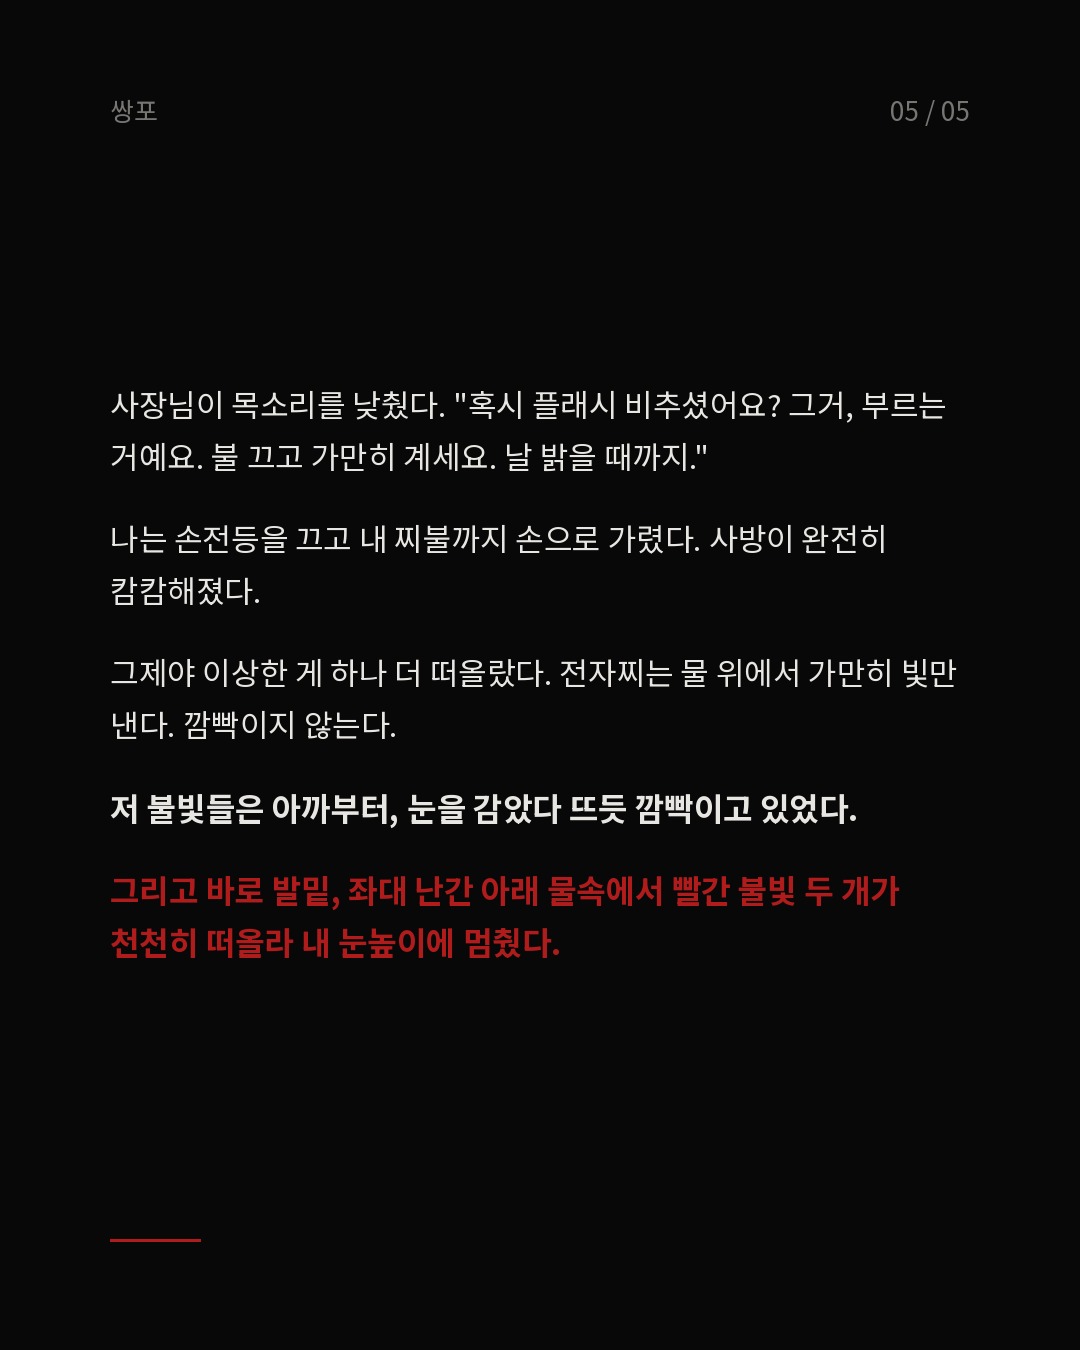 쌍포
05 / 05
사장님이 목소리를 낮췄다. "혹시 플래시 비추셨어요? 그거, 부르는
거예요. 불 끄고 가만히 계세요. 날 밝을 때까지."
나는 손전등을 끄고 내 찌불까지 손으로 가렸다. 사방이 완전히
캄캄해졌다.
그제야 이상한 게 하나 더 떠올랐다. 전자찌는 물 위에서 가만히 빛만
낸다. 깜빡이지 않는다.
저 불빛들은 아까부터, 눈을 감았다 뜨듯 깜빡이고 있었다.
그리고 바로 발밑, 좌대 난간 아래 물속에서 빨간 불빛 두 개가
천천히 떠올라 내 눈높이에 멈췄다.